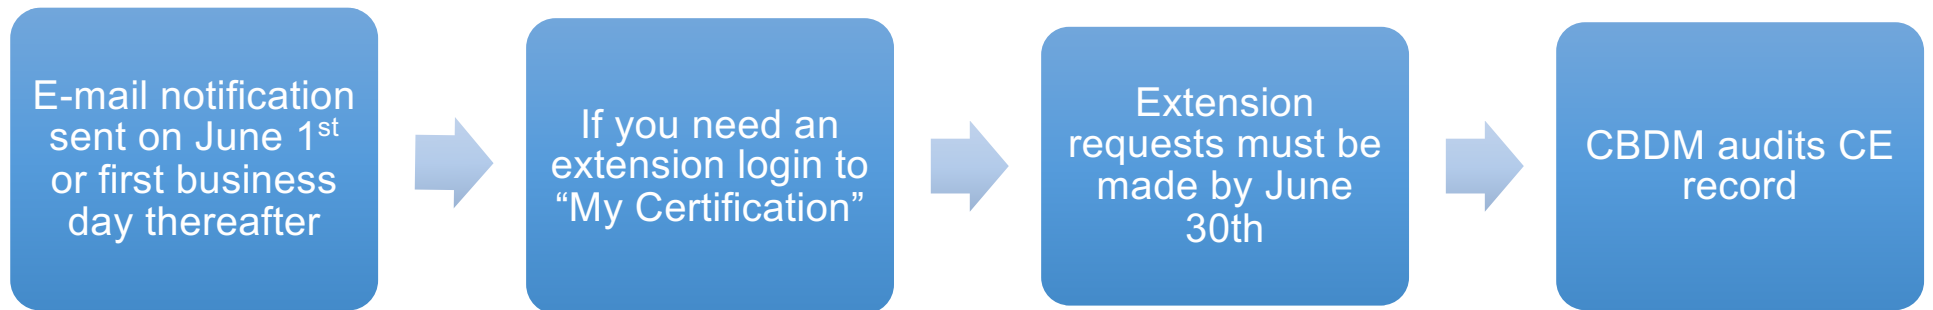 E-mail notification
sent on June 1st
or first business
day thereafter
If you need an
extension login to
“My Certification”
Extension
requests must be
made by June
30th
CBDM audits CE
record